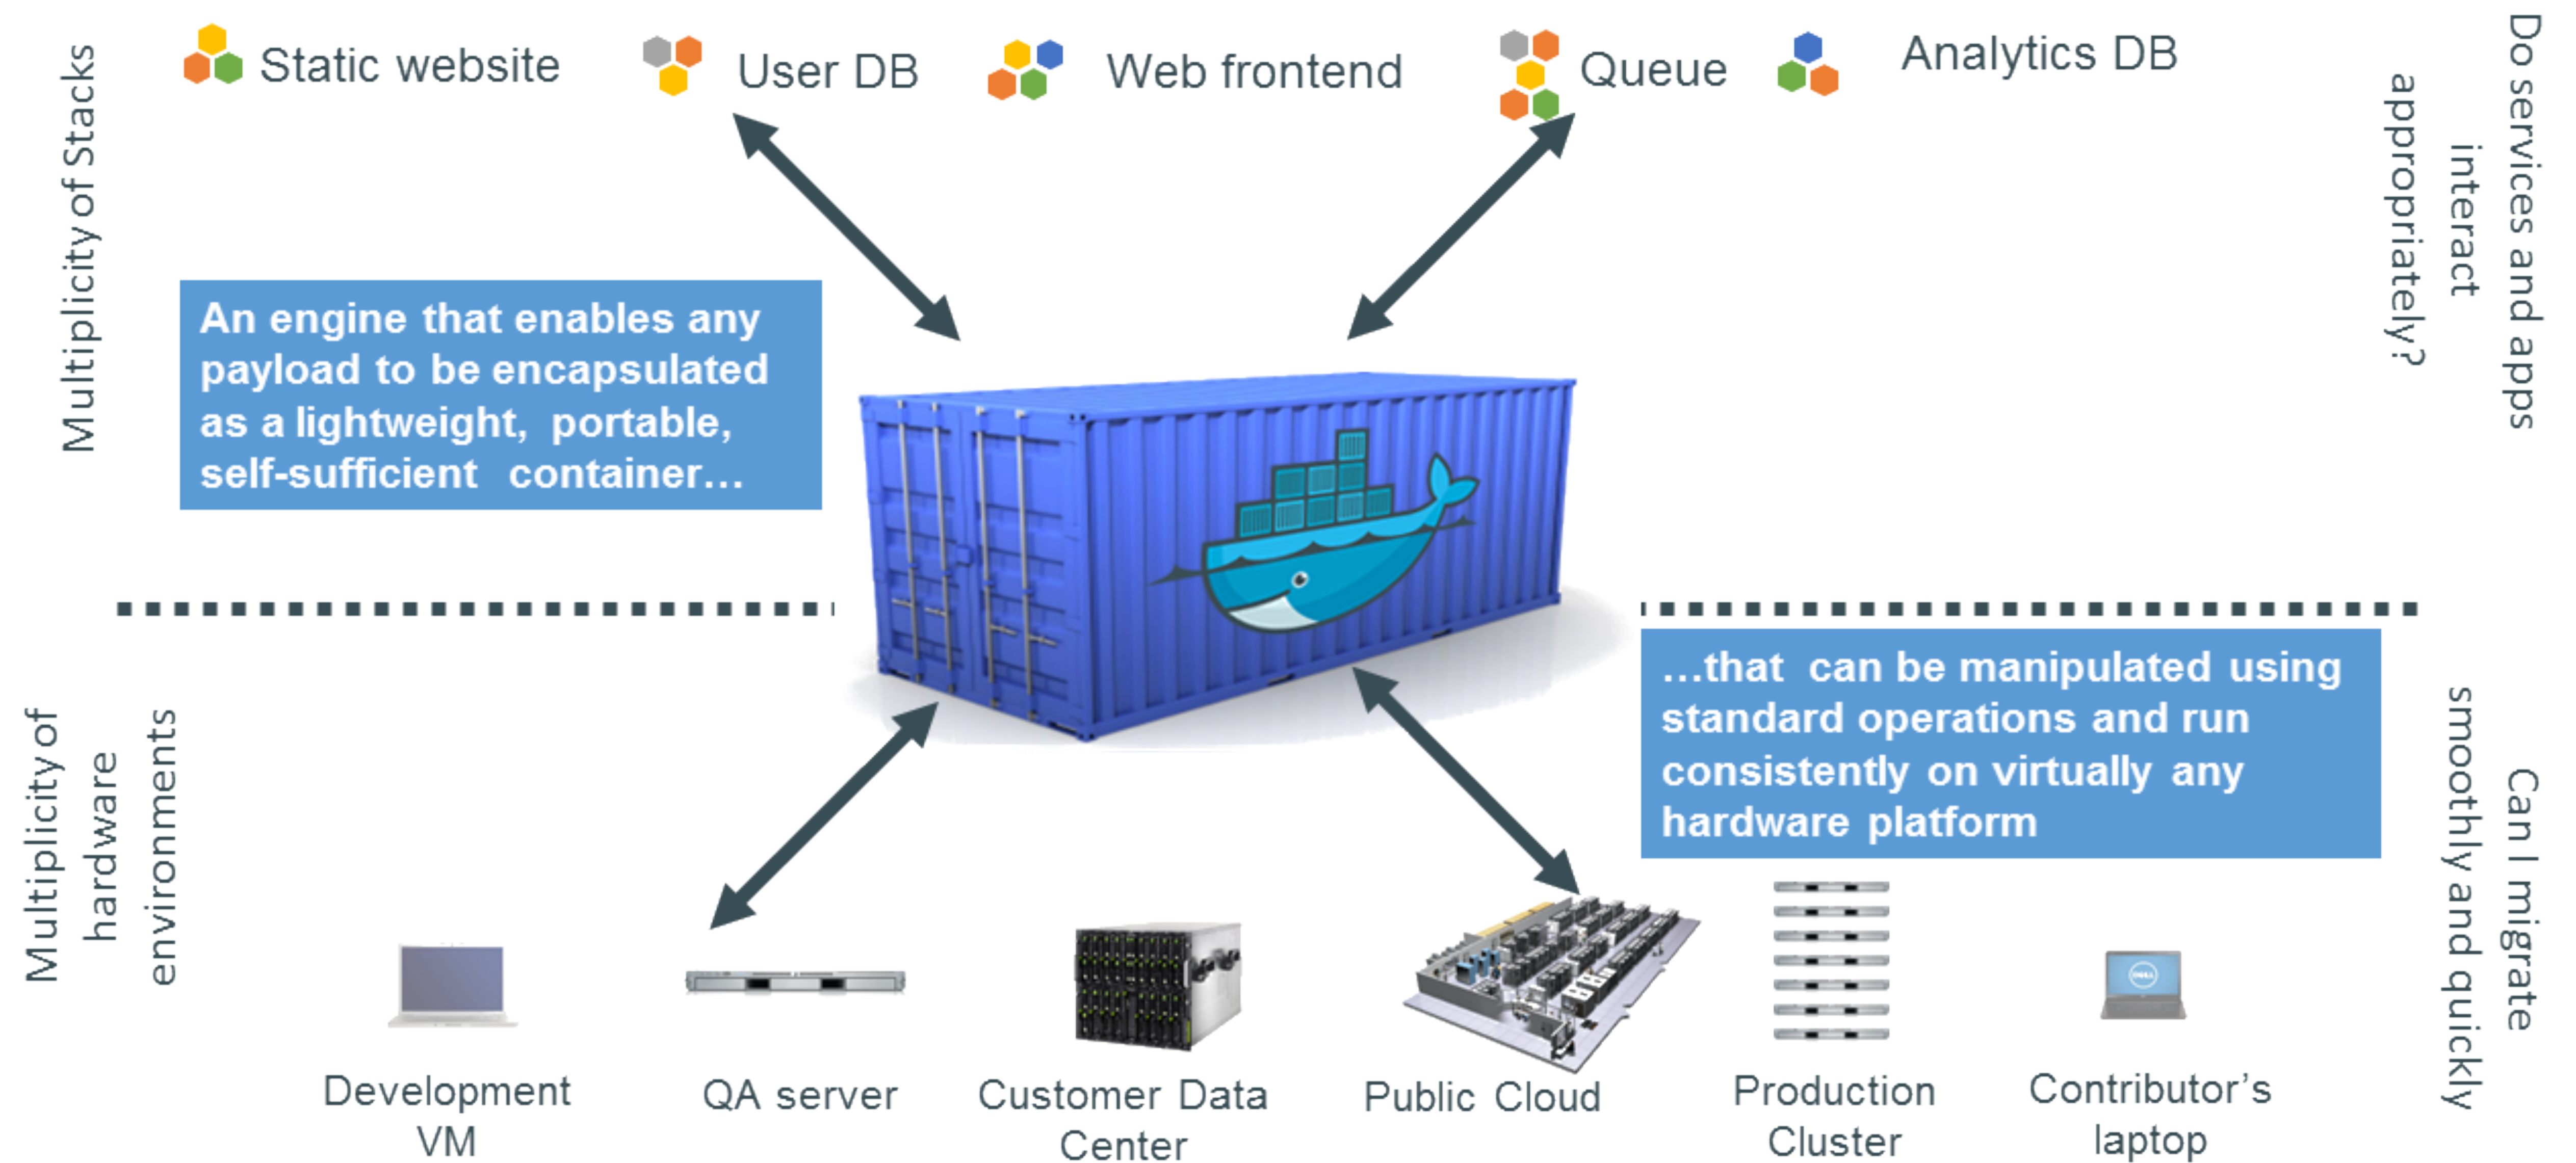 Static website
User DB
Web frontend
Queue
Analytics DB
Multiplicity of Stacks
Do services and apps
interact
appropriately?
An engine that enables any
payload to be encapsulated
as a lightweight, portable,
self-sufficient container…
…that can be manipulated using
standard operations and run
consistently on virtually any
hardware platform
Multiplicity of
hardware
environments
Can I migrate
smoothly and quickly
DELL
Development
VM
QA server
Customer Data
Center
Public Cloud
Production
Cluster
Contributor’s
laptop